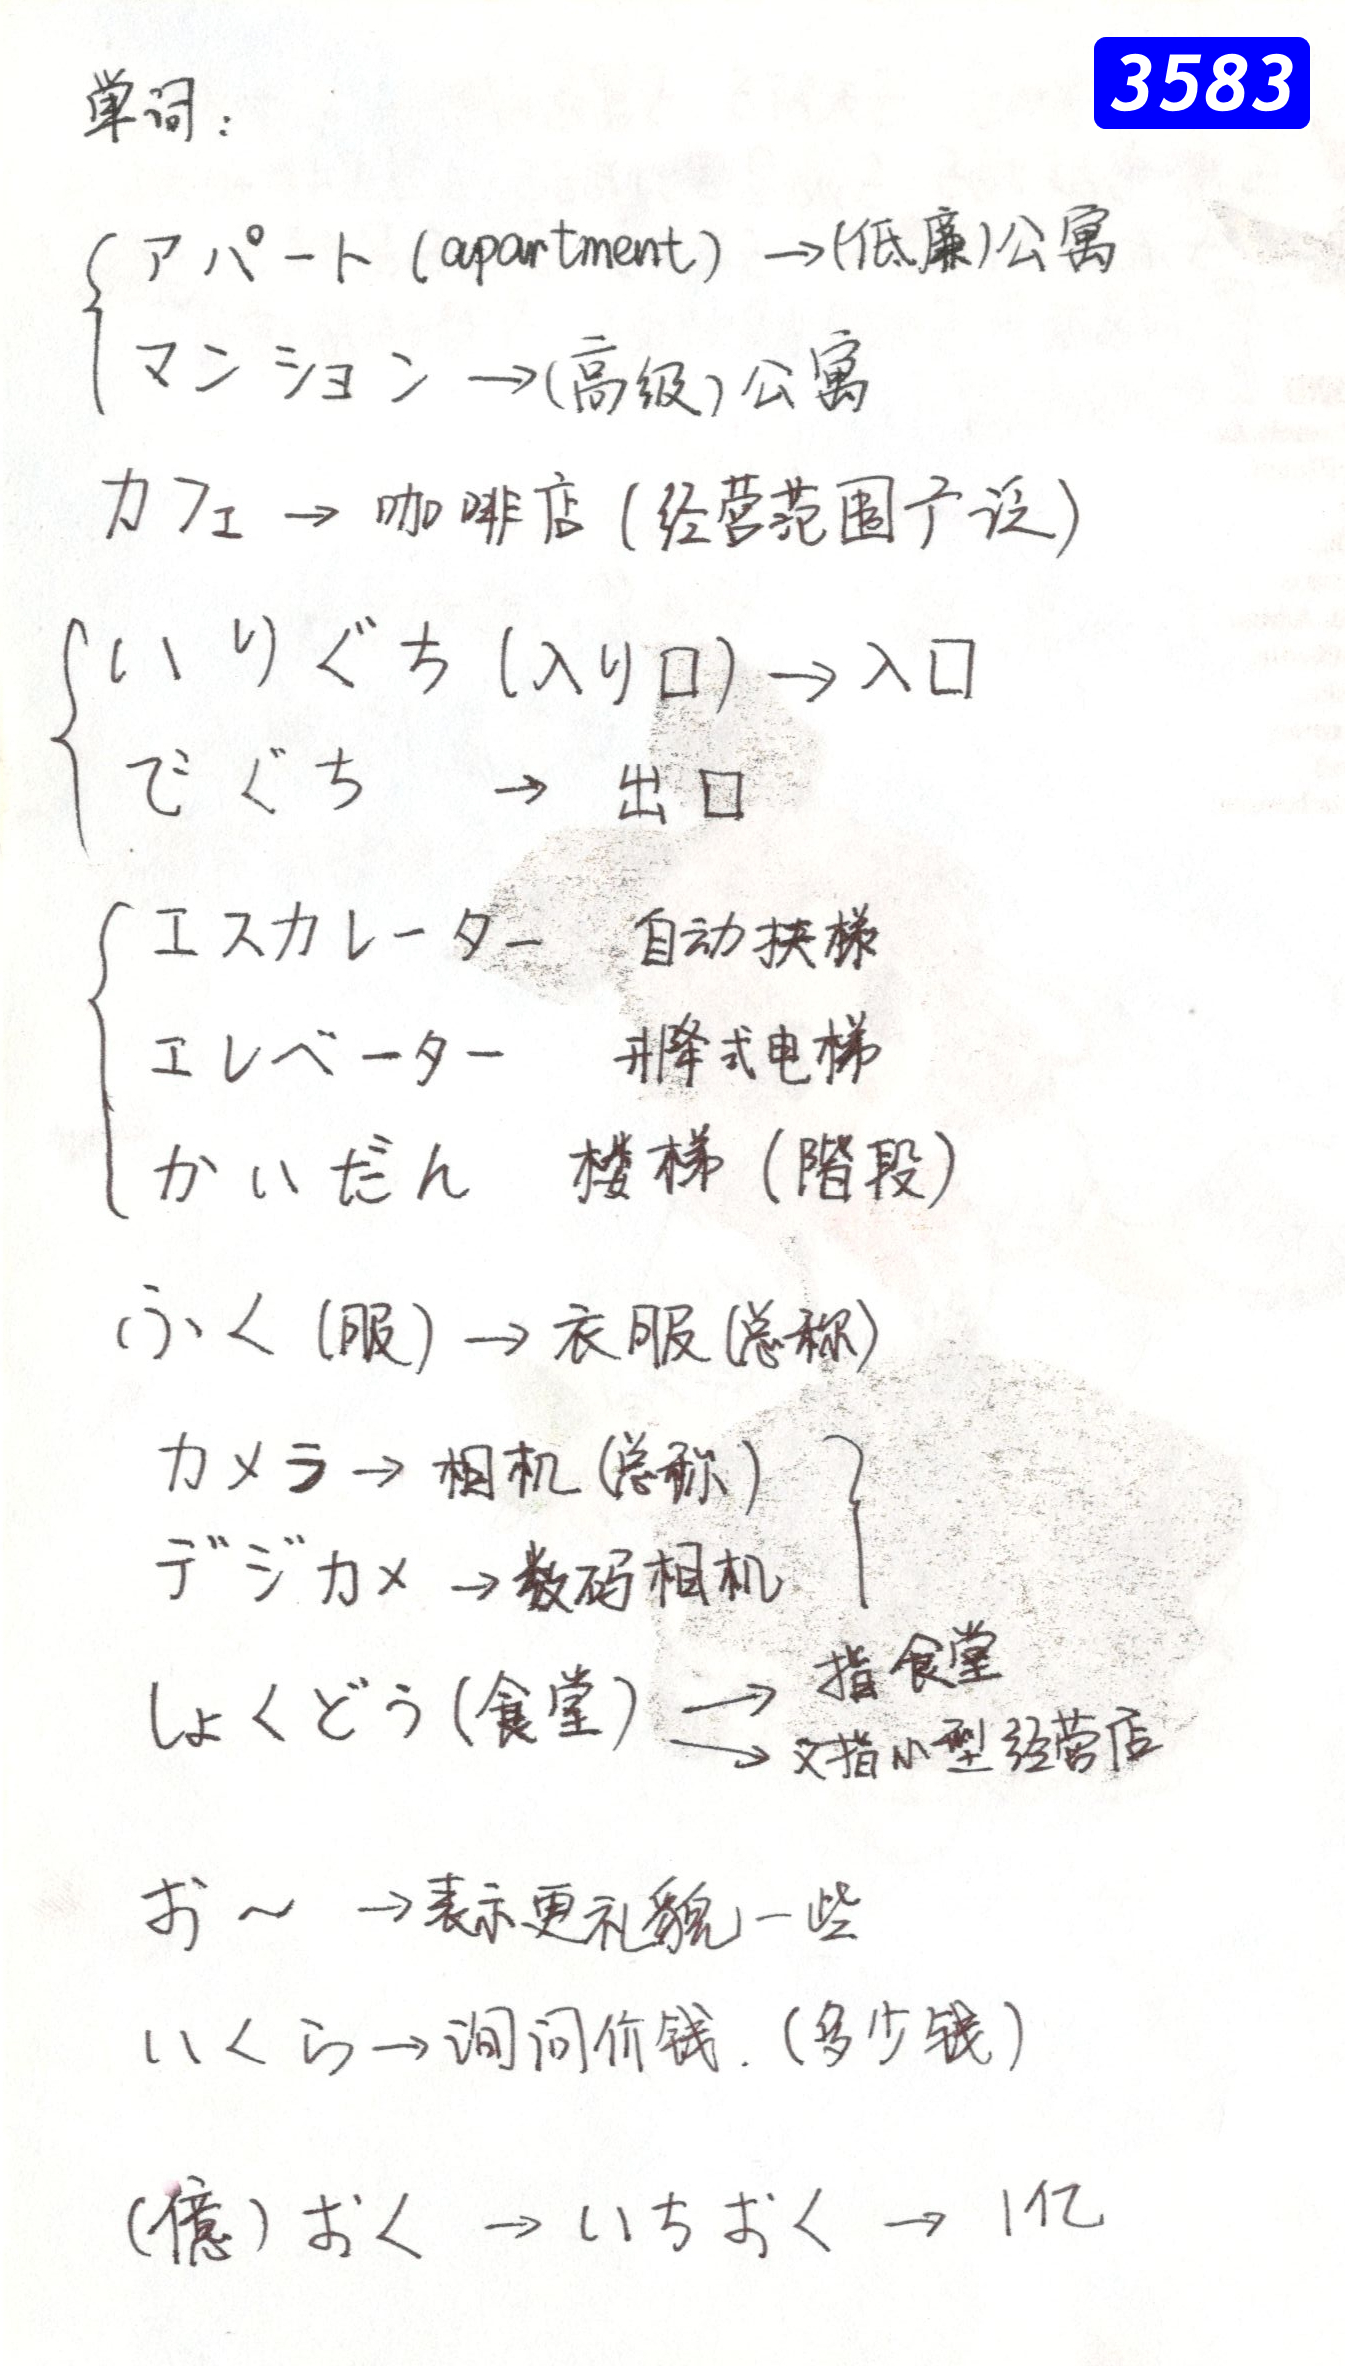 3583
单词:
アパート (apartment) →(低廉)公寓
マンション →(高级)公寓
カフェ → 咖啡店 (经营范围广泛)
いりぐち (入り口) → 入口
でぐち → 出口
エスカレーター 自动扶梯
エレベーター 升降式电梯
かいだん 楼梯 (階段)
ふく (服) → 衣服 (总称)
カメラ → 相机 (总称)
デジカメ → 数码相机
しょくどう (食堂) → 指食堂
→ 又指小型经营店
お～ → 表示更礼貌一些
いくら → 询问价钱. (多少钱)
(億) おく → いちおく → 1亿